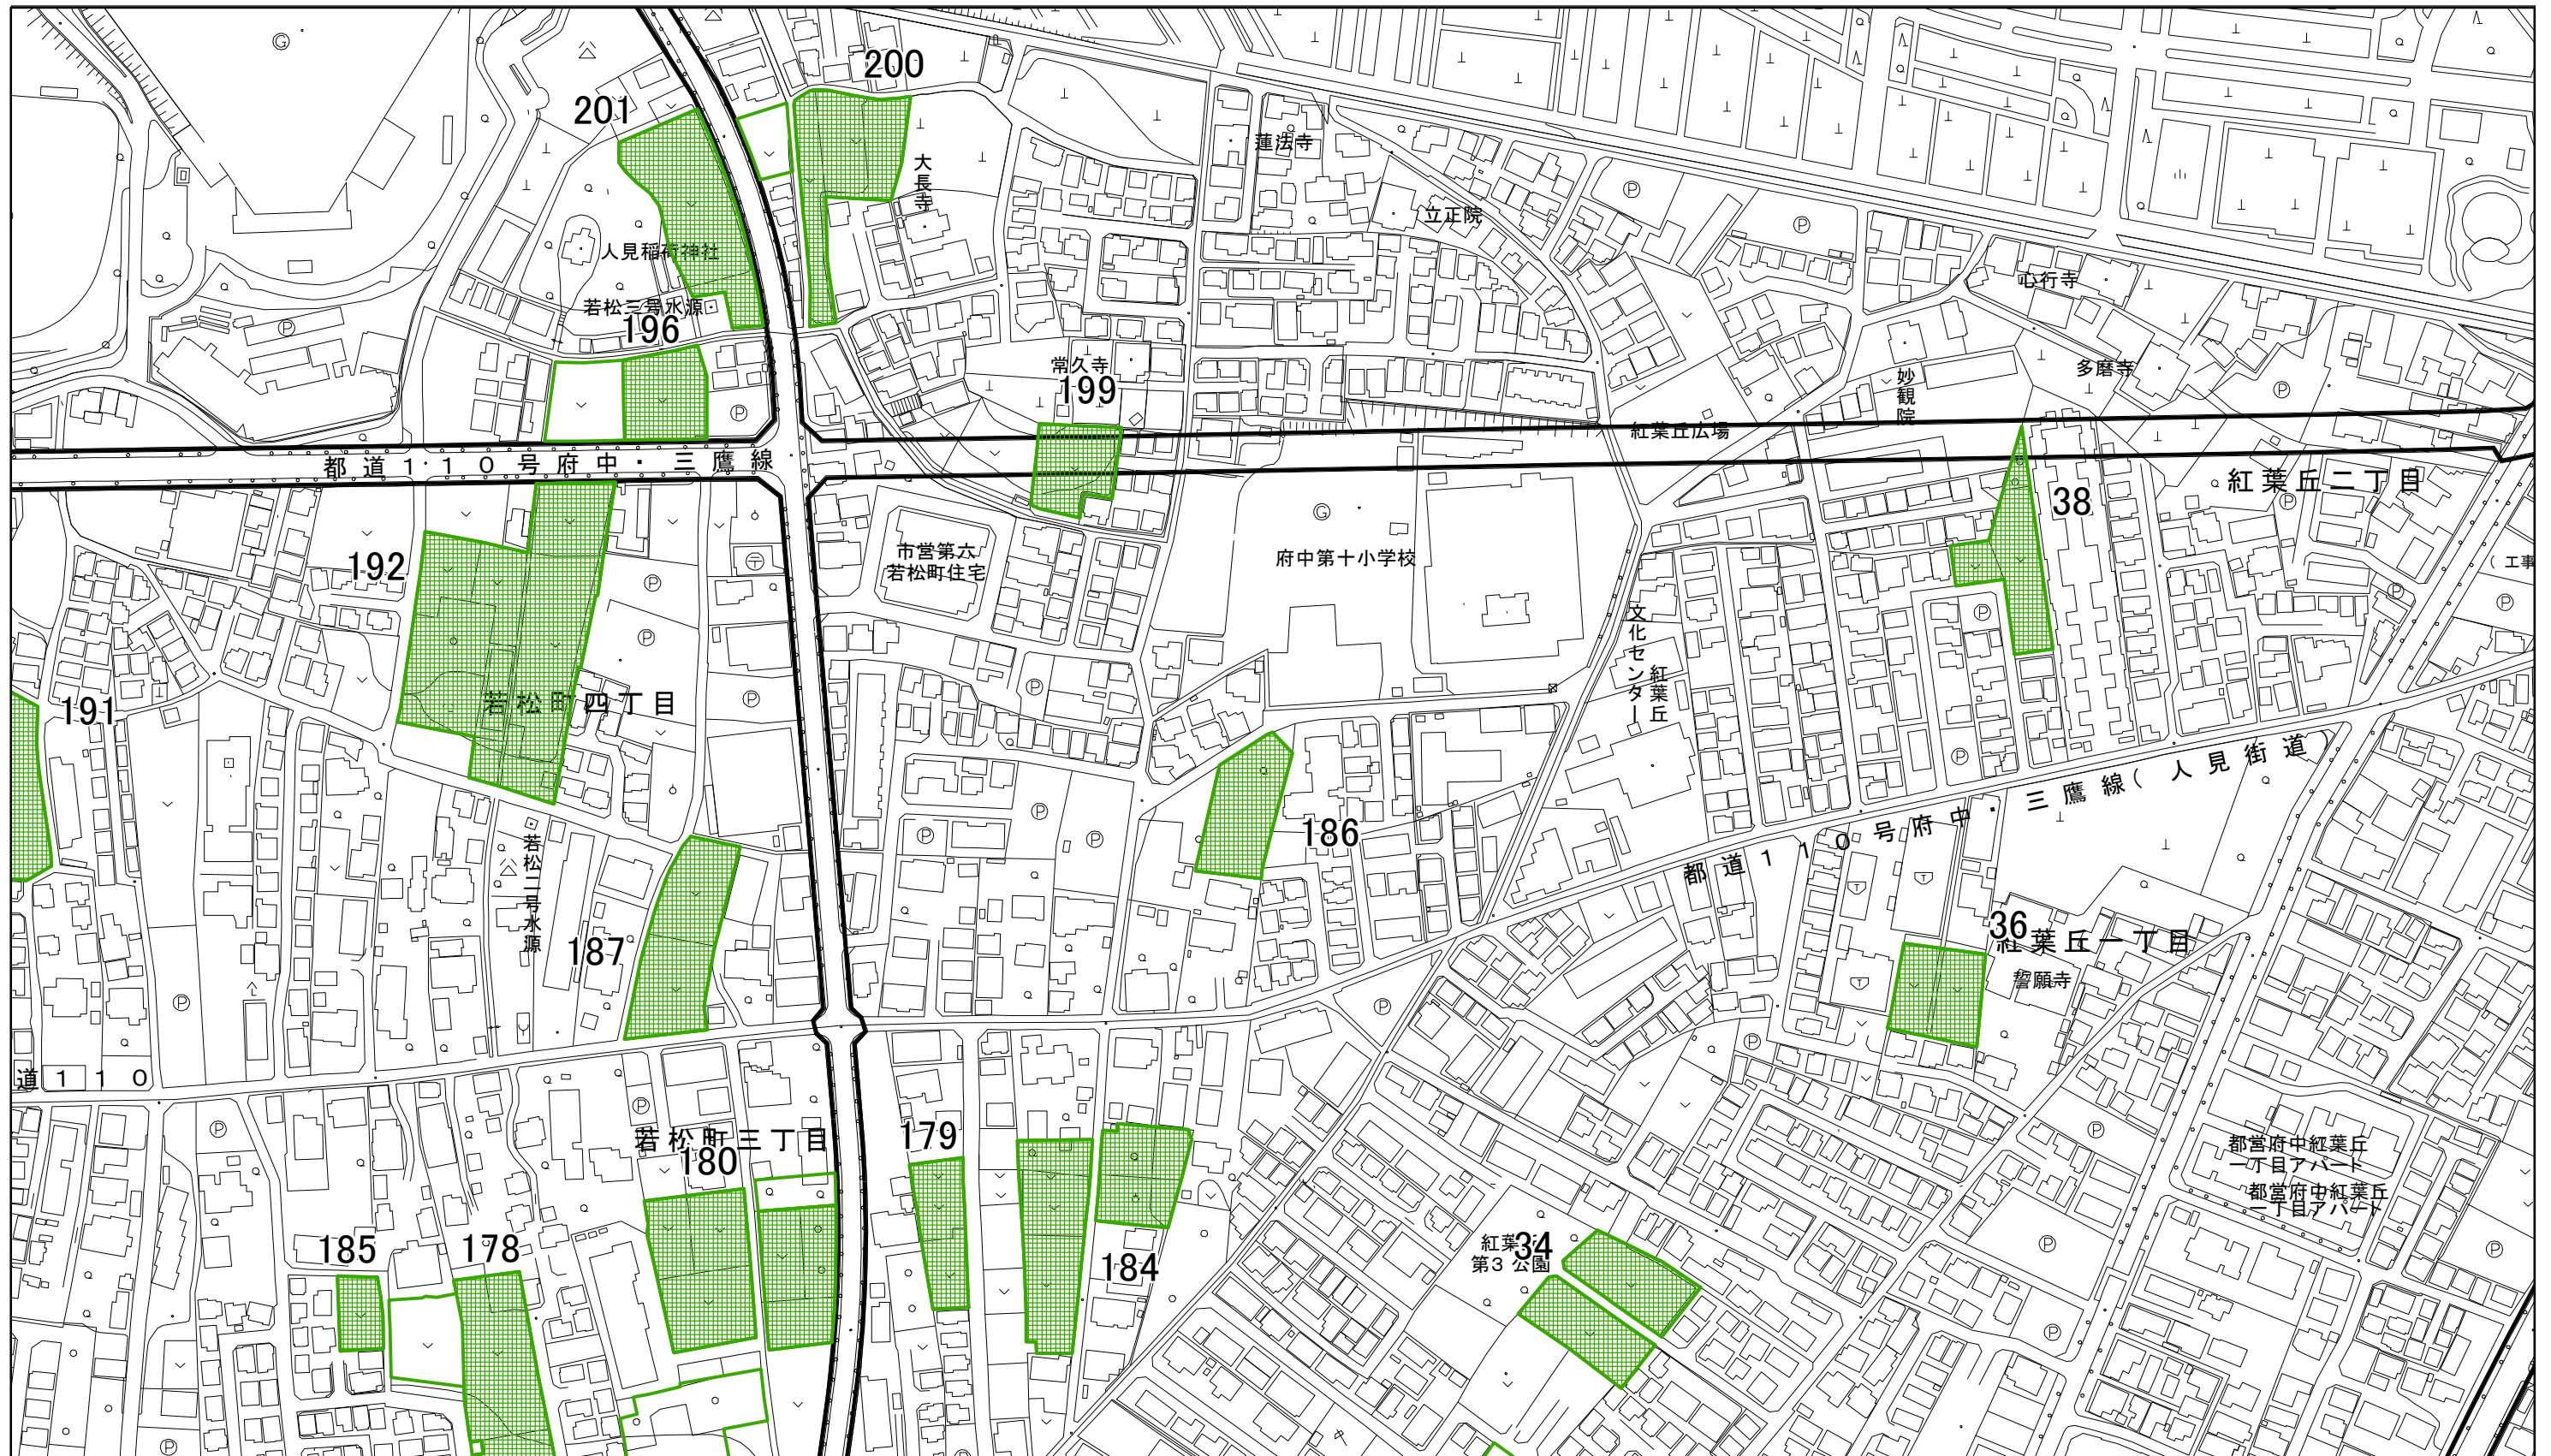 200
201
蓮法寺
大長寺
立正院
人見稲荷神社
心行寺
若松三号水源
196
常久寺
199
多磨寺
妙観院
紅葉丘広場
都道110号府中・三鷹線
紅葉丘二丁目
38
192
市営第六
若松町住宅
府中第十小学校
(工事
文化センター
紅葉丘
191
若松町四丁目
186
都道110号府中・三鷹線(人見街道)
若松二号水源
187
36
紅葉丘一丁目
誓願寺
道110
若松町三丁目
179
180
都営府中紅葉丘
一丁目アパート
都営府中紅葉丘
一丁目アパート
185
178
184
34
第3公園